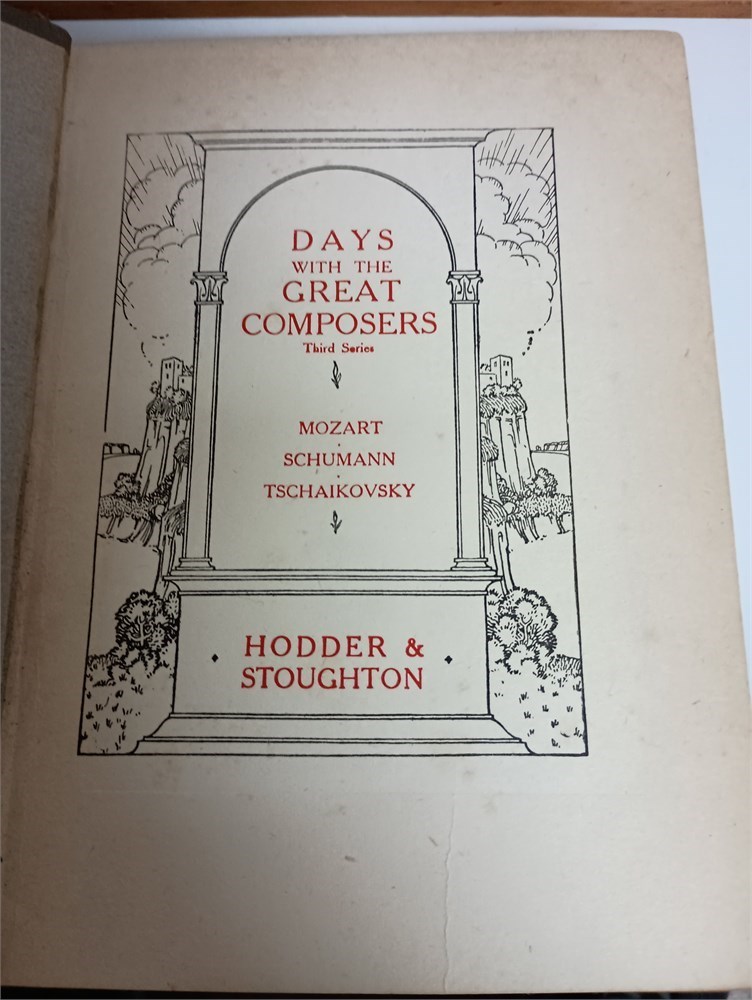 DAYS
WITH THE
GREAT
COMPOSERS
Third Series
MOZART
SCHUMANN
TSCHAIKOVSKY
HODDER &
STOUGHTON